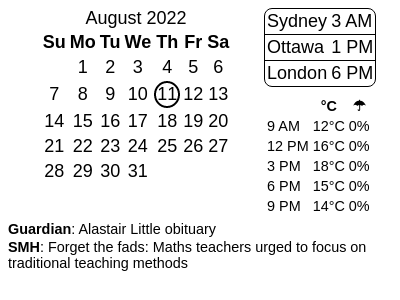 August 2022
Su Mo Tu We Th Fr Sa
1 2 3 4 5 6
7 8 9 10 11 12 13
14 15 16 17 18 19 20
21 22 23 24 25 26 27
28 29 30 31
Sydney 3 AM
Ottawa 1 PM
London 6 PM
°C ☂
9 AM 12°C 0%
12 PM 16°C 0%
3 PM 18°C 0%
6 PM 15°C 0%
9 PM 14°C 0%
Guardian: Alastair Little obituary
SMH: Forget the fads: Maths teachers urged to focus on
traditional teaching methods